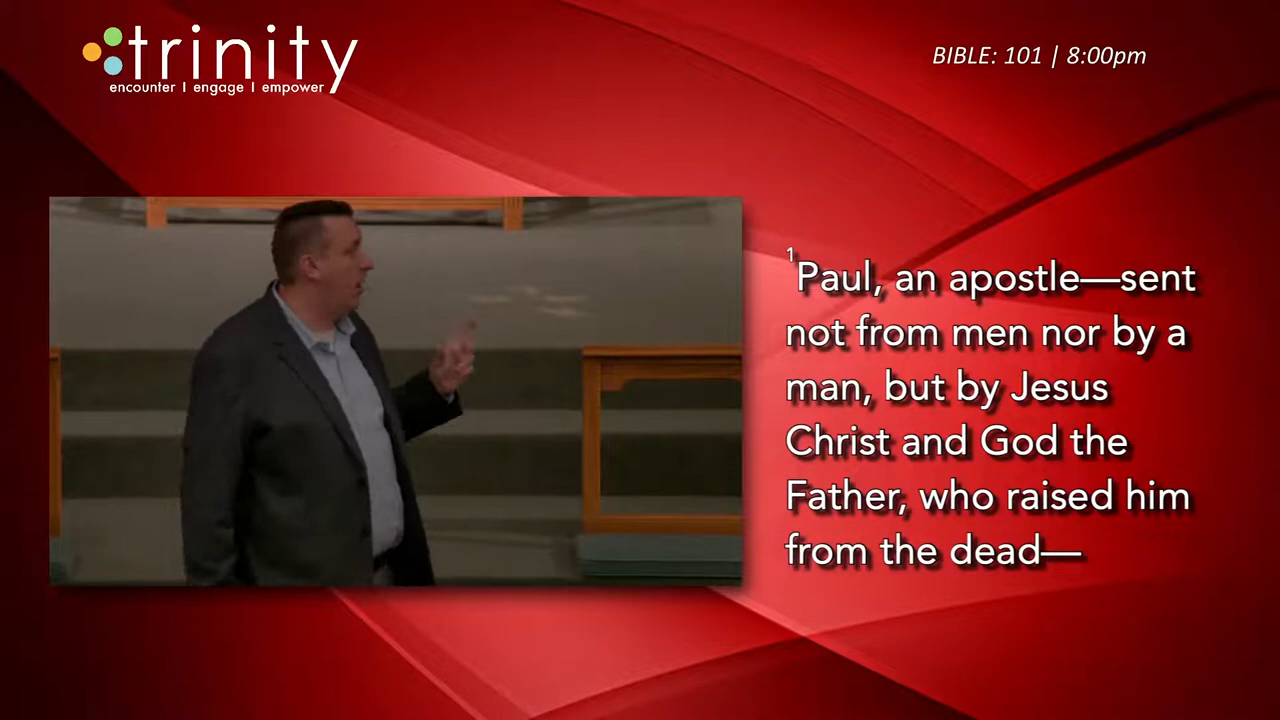 trinity
encounter | engage | empower
BIBLE: 101 | 8:00pm
¹Paul, an apostle—sent
not from men nor by a
man, but by Jesus
Christ and God the
Father, who raised him
from the dead—